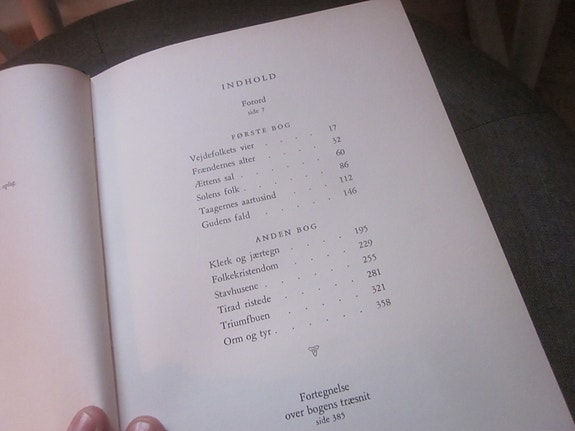 oplag.
INDHOLD
Forord
side 7
FØRSTE BOG
Vejdefolkets vier . . . . 17
Frændernes alter . . . . 32
Ættens sal . . . . . 60
Solens folk . . . . . 86
Taagernes aartusind . . . 112
Gudens fald . . . . . 146
ANDEN BOG
Klerk og jærtegn . . . . 195
Folkekristendom . . . . 229
Stavhusene . . . . . 255
Tirad ristede . . . . . 281
Triumfbuen . . . . . 321
Orm og tyr . . . . . 358
Fortegnelse
over bogens træsnit
side 385